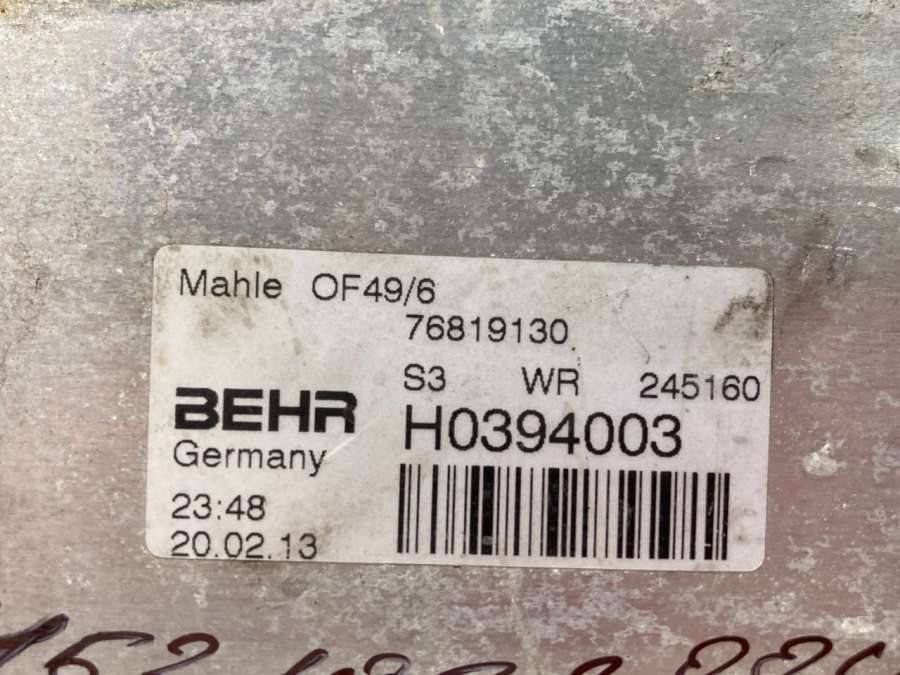 Mahle OF49/6
76819130
S3 WR 245160
BEHR H0394003
Germany
23:48
20.02.13